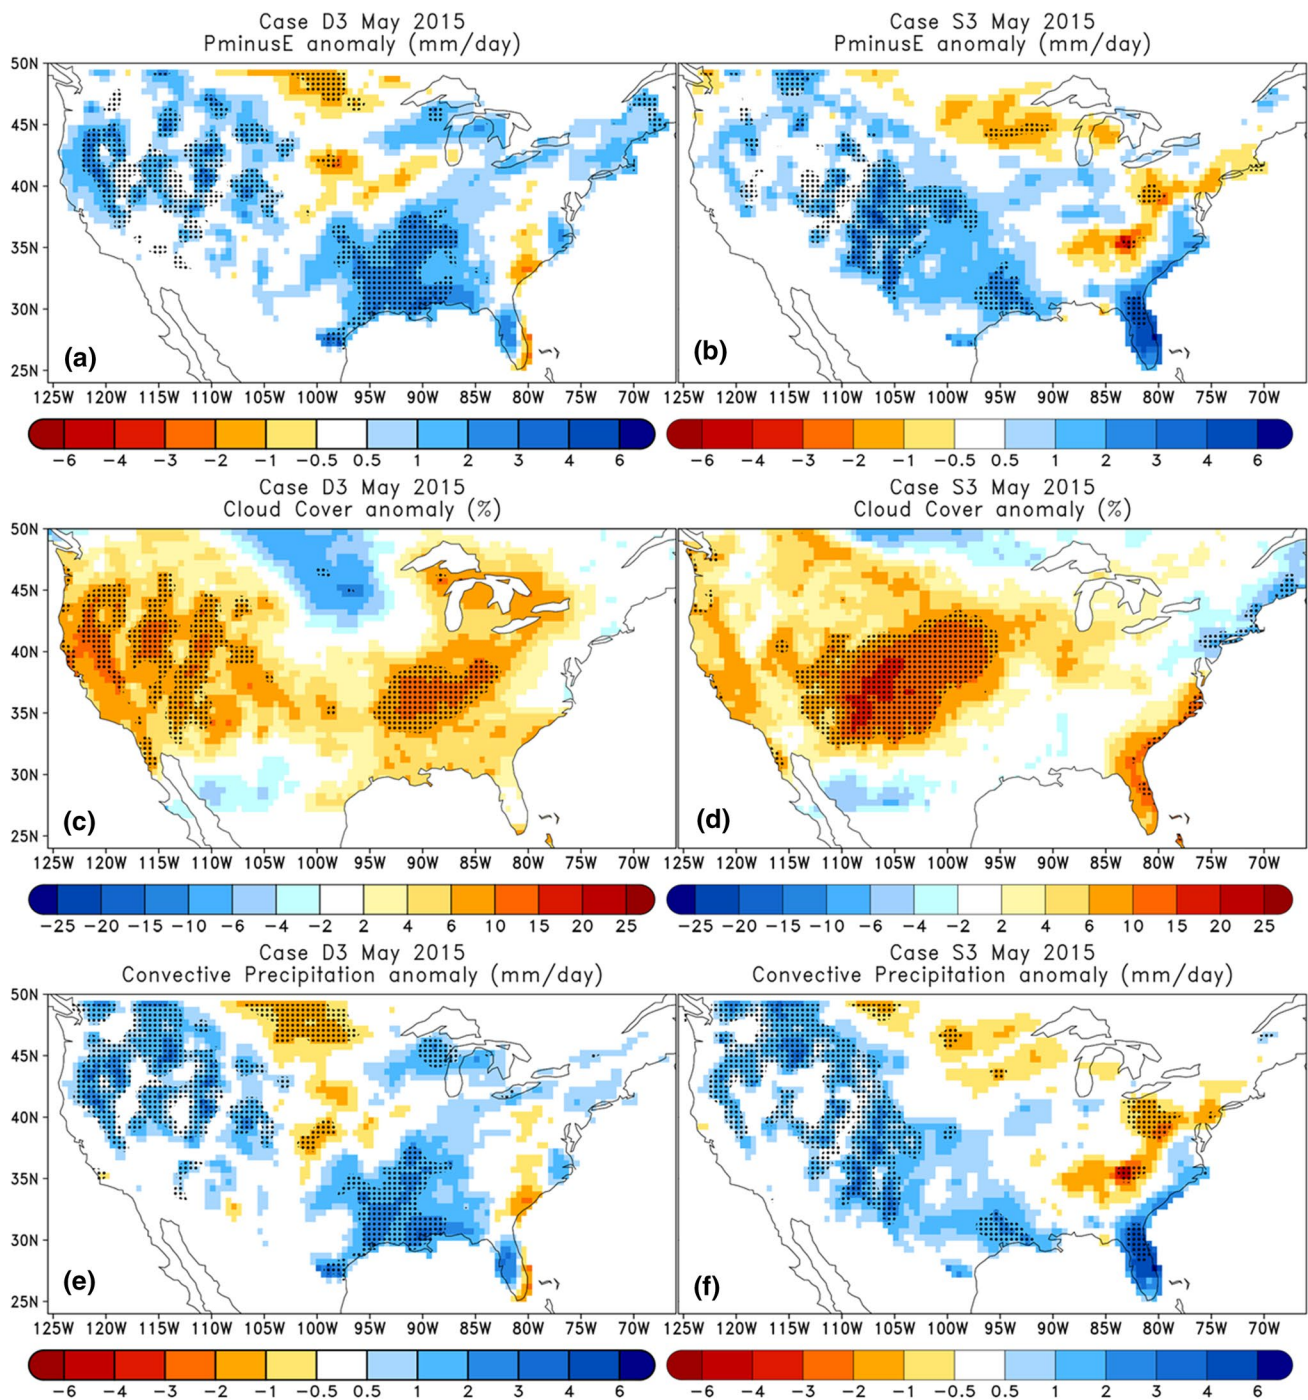 Case D3 May 2015
PminusE anomaly (mm/day)
Case S3 May 2015
PminusE anomaly (mm/day)
50N
45N
40N
35N
30N
25N
(a)
(b)
125W 120W 115W 110W 105W 100W 95W 90W 85W 80W 75W 70W
125W 120W 115W 110W 105W 100W 95W 90W 85W 80W 75W 70W
-6 -4 -3 -2 -1 -0.5 0.5 1 2 3 4 6
-6 -4 -3 -2 -1 -0.5 0.5 1 2 3 4 6
Case D3 May 2015
Cloud Cover anomaly (%)
Case S3 May 2015
Cloud Cover anomaly (%)
50N
45N
40N
35N
30N
25N
(c)
(d)
125W 120W 115W 110W 105W 100W 95W 90W 85W 80W 75W 70W
125W 120W 115W 110W 105W 100W 95W 90W 85W 80W 75W 70W
-25 -20 -15 -10 -6 -4 -2 2 4 6 10 15 20 25
-25 -20 -15 -10 -6 -4 -2 2 4 6 10 15 20 25
Case D3 May 2015
Convective Precipitation anomaly (mm/day)
Case S3 May 2015
Convective Precipitation anomaly (mm/day)
50N
45N
40N
35N
30N
25N
(e)
(f)
125W 120W 115W 110W 105W 100W 95W 90W 85W 80W 75W 70W
125W 120W 115W 110W 105W 100W 95W 90W 85W 80W 75W 70W
-6 -4 -3 -2 -1 -0.5 0.5 1 2 3 4 6
-6 -4 -3 -2 -1 -0.5 0.5 1 2 3 4 6